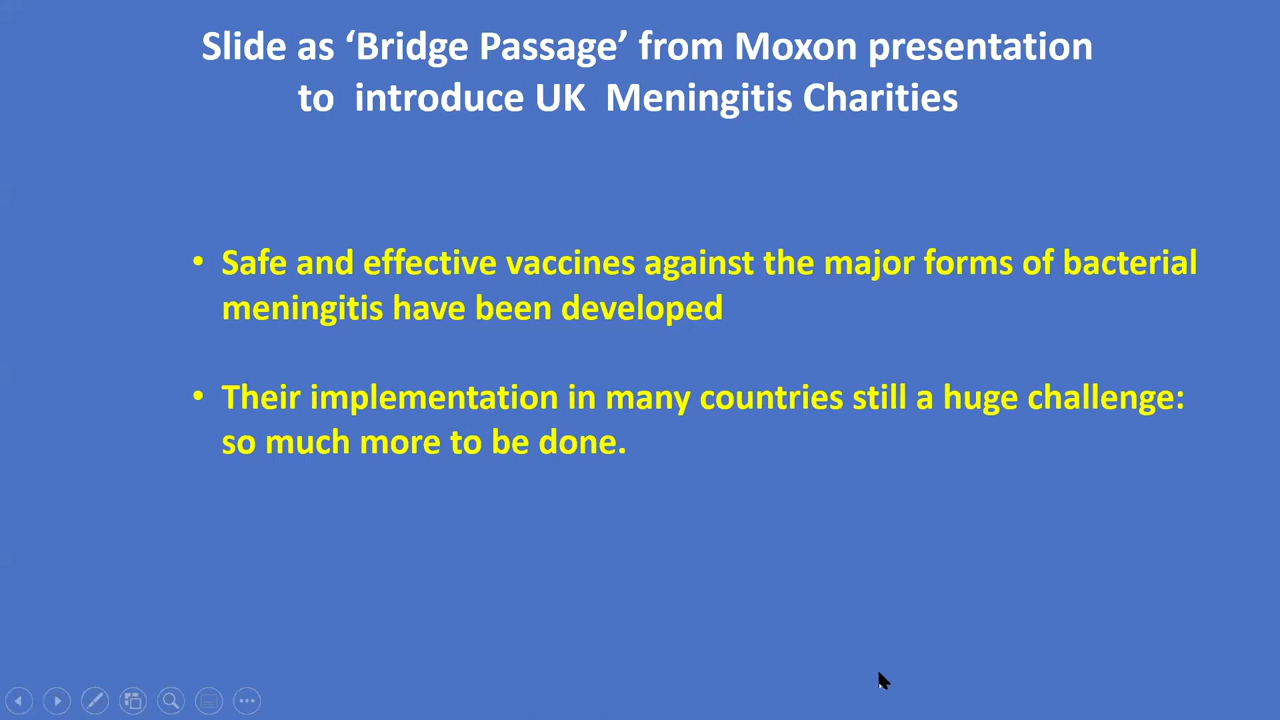 Slide as ‘Bridge Passage’ from Moxon presentation
to introduce UK Meningitis Charities
• Safe and effective vaccines against the major forms of bacterial
meningitis have been developed
• Their implementation in many countries still a huge challenge:
so much more to be done.